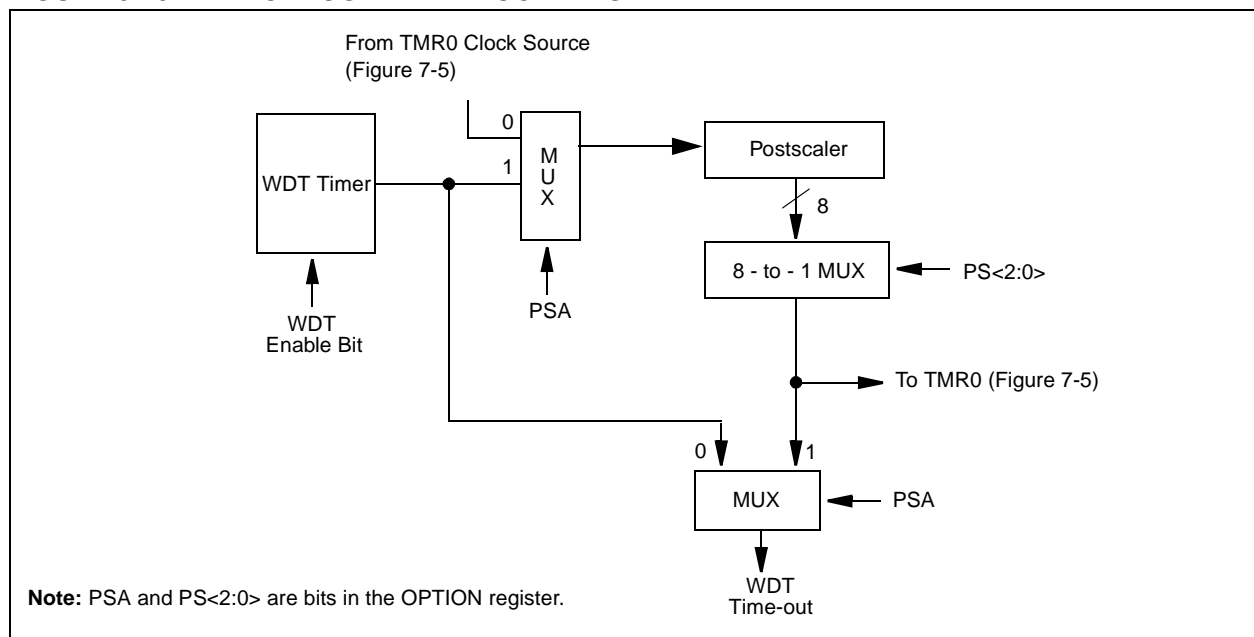 From TMR0 Clock Source
(Figure 7-5)
0
1
M
U
X
WDT Timer
Postscaler
8
8 - to - 1 MUX
PS<2:0>
PSA
WDT
Enable Bit
To TMR0 (Figure 7-5)
0
1
MUX
PSA
WDT
Time-out
Note: PSA and PS<2:0> are bits in the OPTION register.